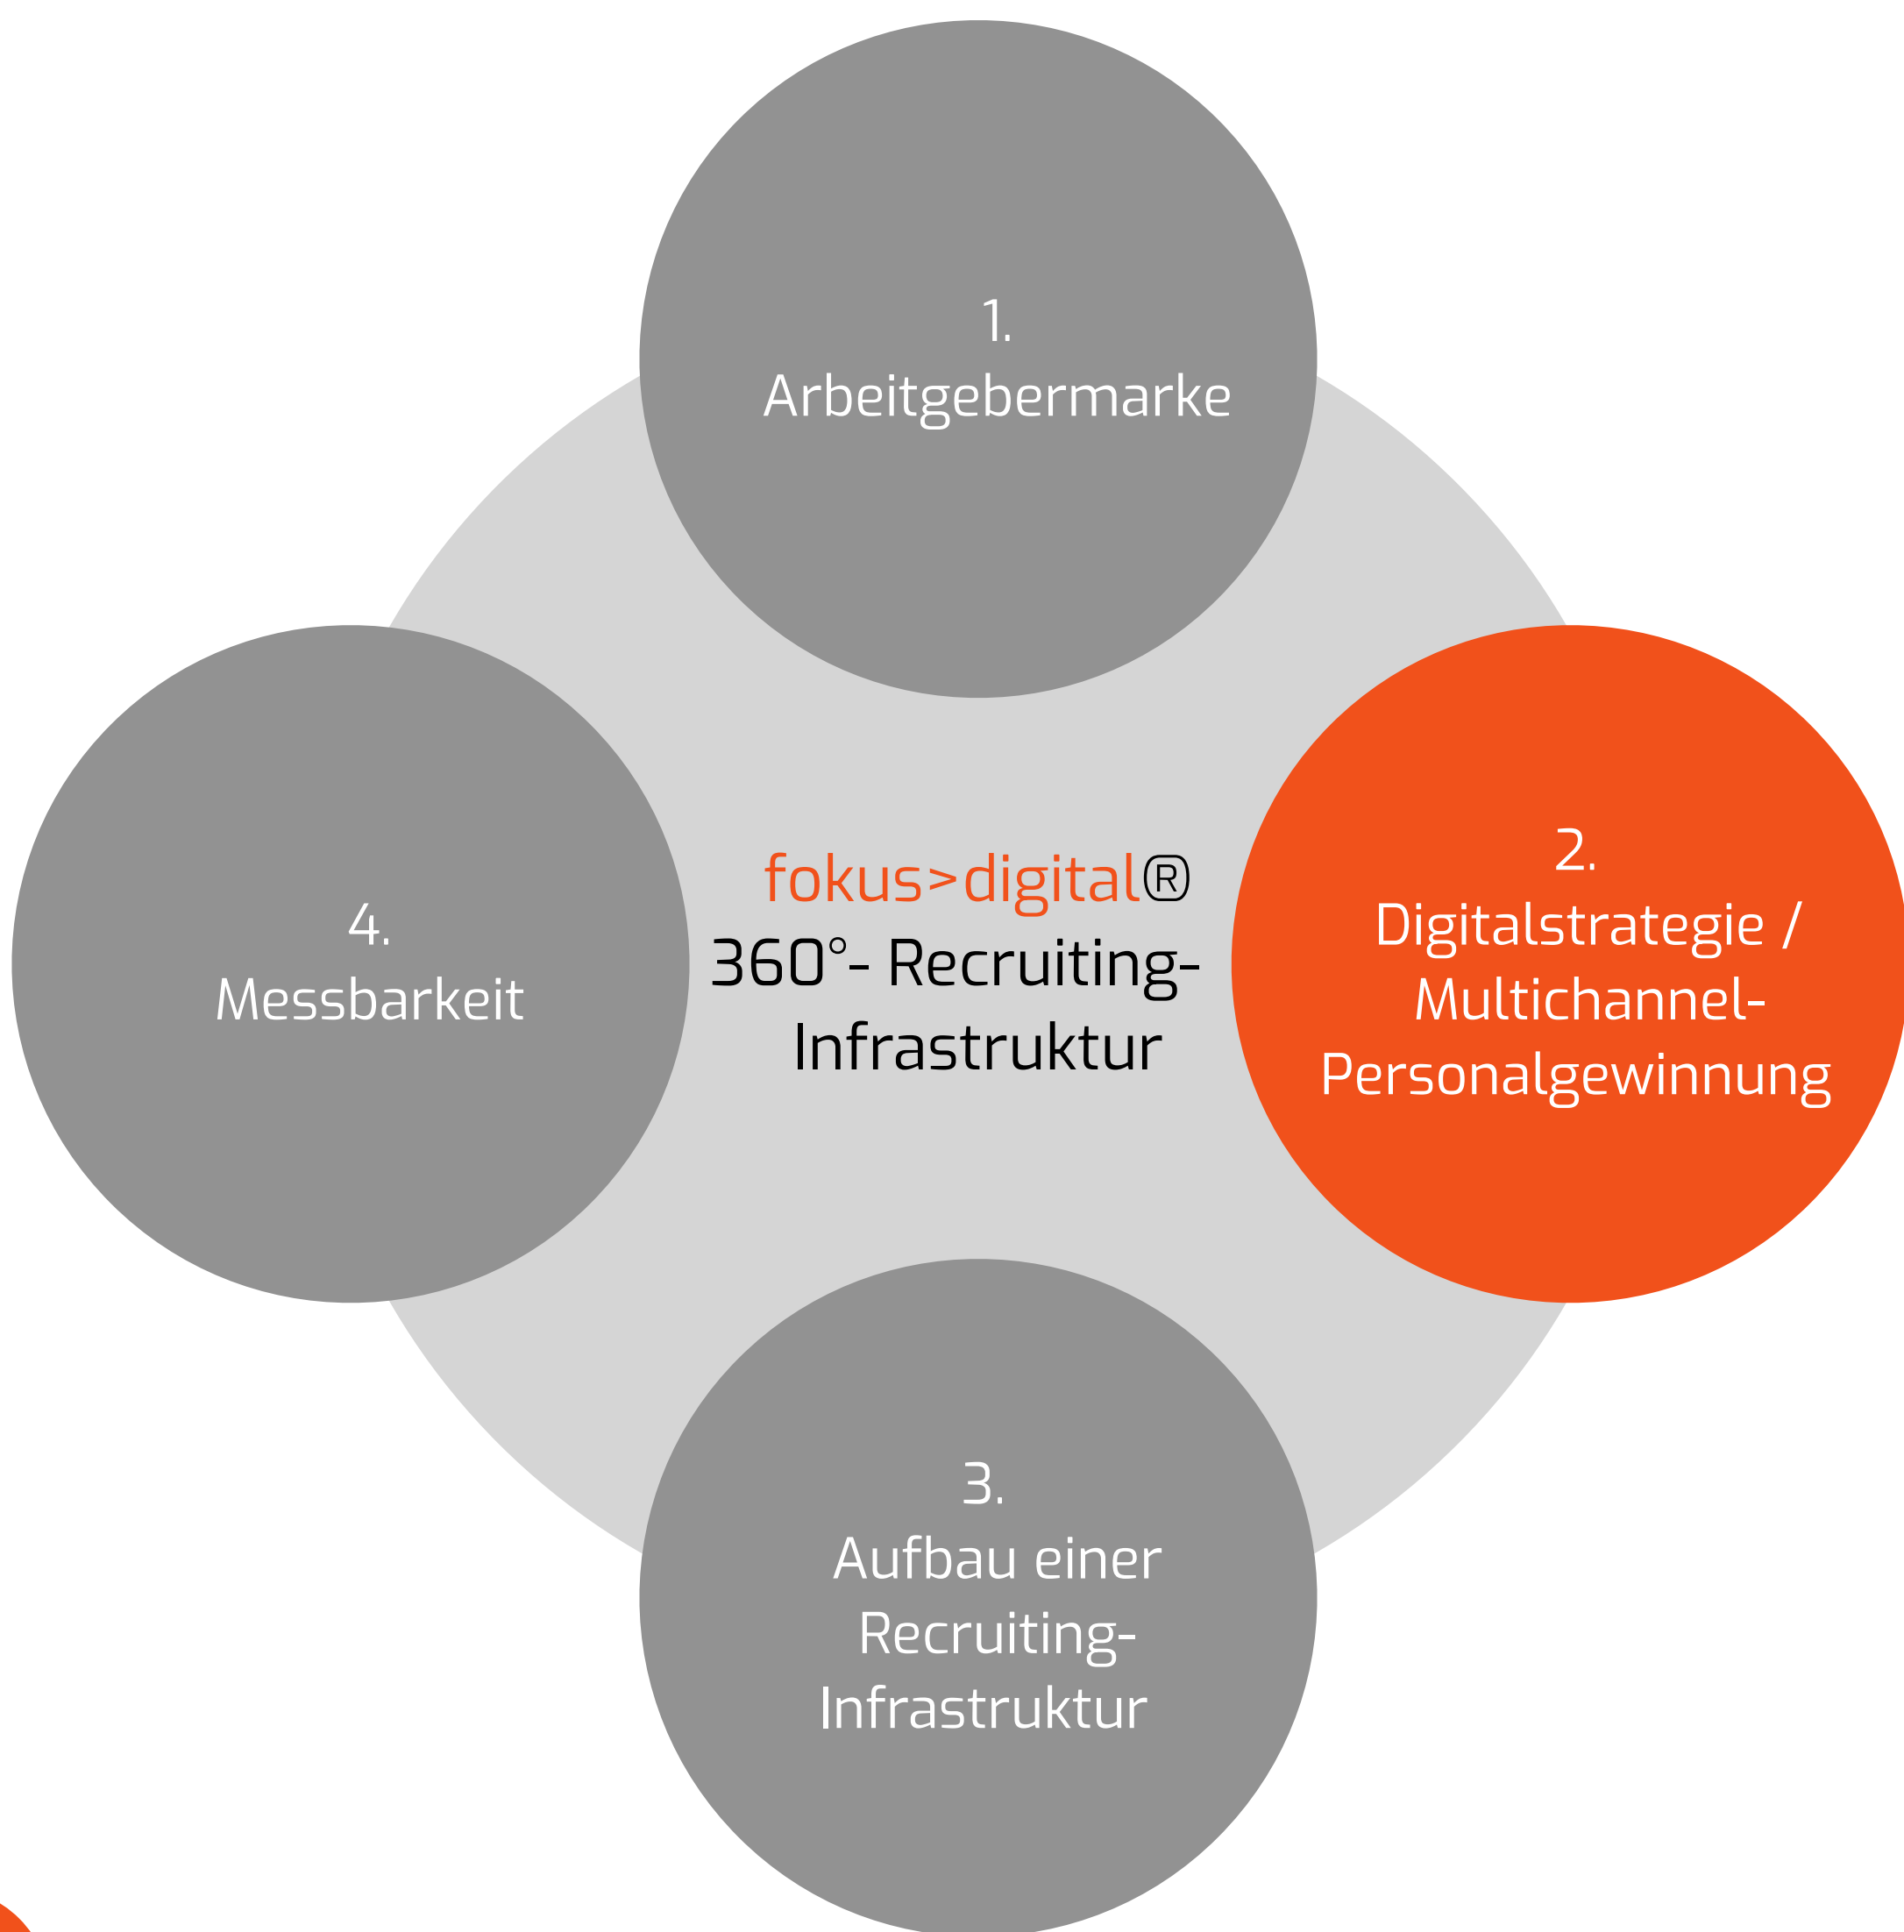 1.
Arbeitgebermarke
fokus>digital®
360°- Recruiting-
Infrastruktur
2.
Digitalstrategie /
Multichannel-
Personalgewinnung
3.
Aufbau einer
Recruiting-
Infrastruktur
4.
Messbarkeit